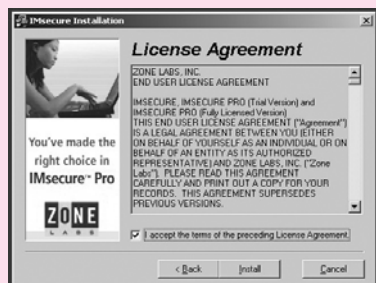 IMsecure Installation
License Agreement
ZONE LABS, INC.
END USER LICENSE AGREEMENT
IMSECURE, IMSECURE PRO (Trial Version) and
IMSECURE PRO (Fully Licensed Version)
THIS END USER LICENSE AGREEMENT ("Agreement")
IS A LEGAL AGREEMENT BETWEEN YOU (EITHER
ON BEHALF OF YOURSELF AS AN INDIVIDUAL OR ON
BEHALF OF AN ENTITY AS ITS AUTHORIZED
REPRESENTATIVE) AND ZONE LABS, INC. ("Zone
Labs"). PLEASE READ THIS AGREEMENT
CAREFULLY AND PRINT OUT A COPY FOR YOUR
RECORDS. THIS AGREEMENT SUPERSEDES
PREVIOUS VERSIONS.
You've made the
right choice in
IMsecure™ Pro
ZONE
LABS
I accept the terms of the preceding License Agreement.
< Back
Install
Cancel